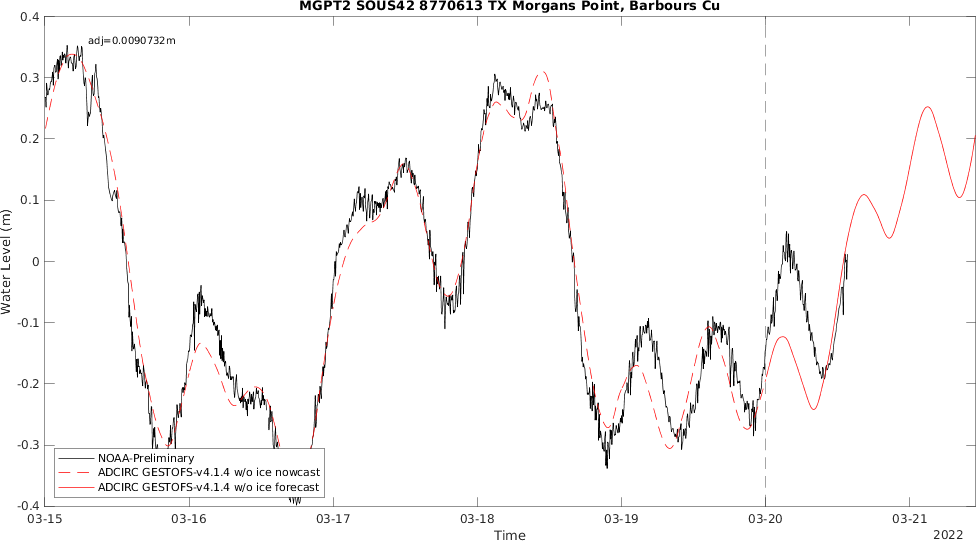 MGPT2 SOUS42 8770613 TX Morgans Point, Barbours Cu
adj=0.0090732m
0.4
0.3
0.2
0.1
0
-0.1
-0.2
-0.3
-0.4
Water Level (m)
NOAA-Preliminary
ADCIRC GESTOFS-v4.1.4 w/o ice nowcast
ADCIRC GESTOFS-v4.1.4 w/o ice forecast
03-15 03-16 03-17 03-18 03-19 03-20 03-21
Time
2022